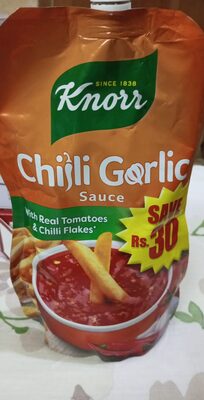 SINCE 1838
Knorr
Chilli Garlic
Sauce
With Real Tomatoes
& Chilli Flakes*
SAVE
Rs. 30